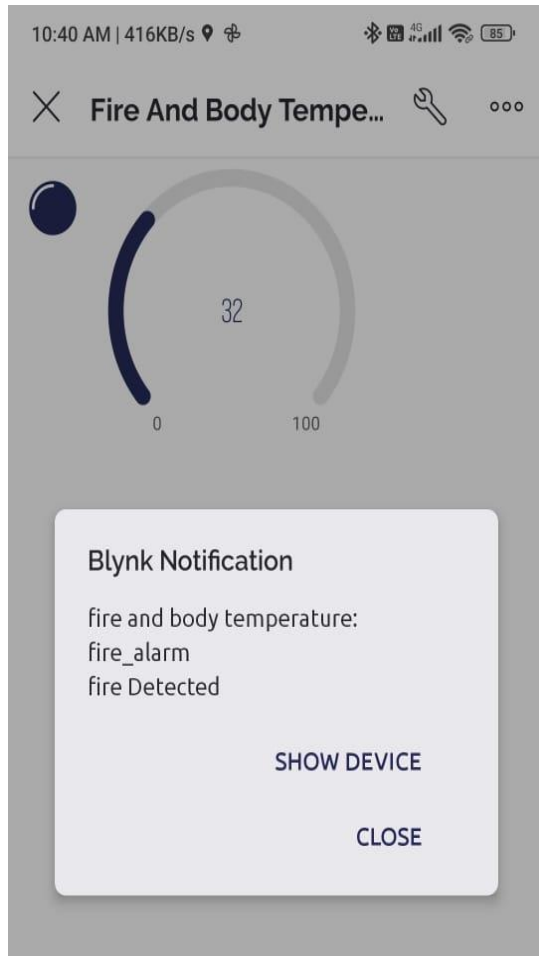 10:40 AM | 416KB/s 4G 85
Fire And Body Tempe...
32
0 100
Blynk Notification
fire and body temperature:
fire_alarm
fire Detected
SHOW DEVICE
CLOSE